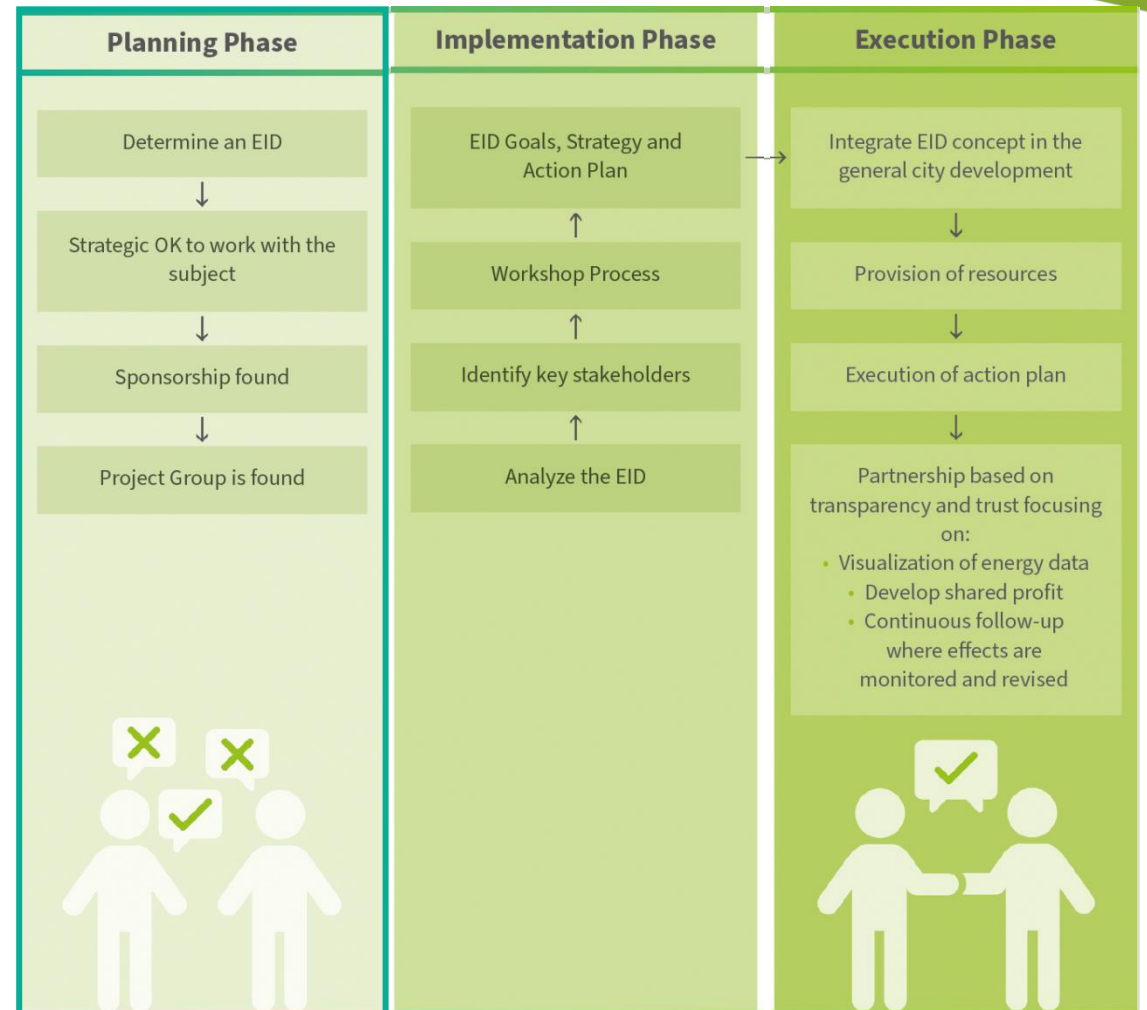 Planning Phase
Determine an EID
Strategic OK to work with the
subject
Sponsorship found
Project Group is found
Implementation Phase
EID Goals, Strategy and
Action Plan
Workshop Process
Identify key stakeholders
Analyze the EID
Execution Phase
Integrate EID concept in the
general city development
Provision of resources
Execution of action plan
Partnership based on
transparency and trust focusing
on:
• Visualization of energy data
• Develop shared profit
• Continuous follow-up
where effects are
monitored and revised